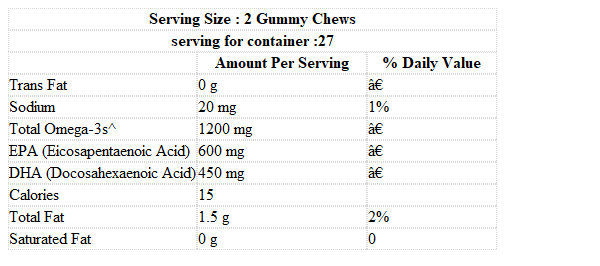 Serving Size : 2 Gummy Chews
serving for container :27
Amount Per Serving % Daily Value
Trans Fat 0 g â€
Sodium 20 mg 1%
Total Omega-3s^ 1200 mg â€
EPA (Eicosapentaenoic Acid) 600 mg â€
DHA (Docosahexaenoic Acid) 450 mg â€
Calories 15
Total Fat 1.5 g 2%
Saturated Fat 0 g 0